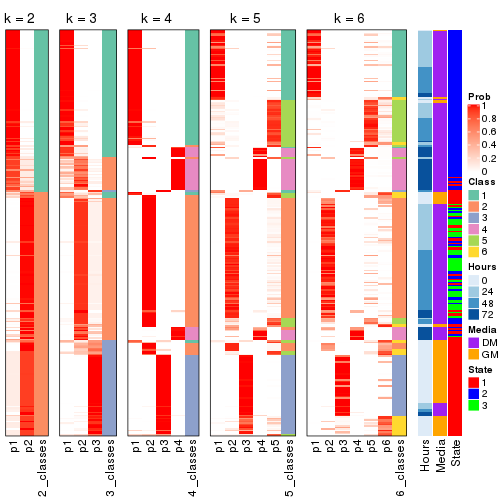 k = 2
k = 3
k = 4
k = 5
k = 6
p1
p2
2_classes
p1
p2
p3
3_classes
p1
p2
p3
p4
4_classes
p1
p2
p3
p4
p5
5_classes
p1
p2
p3
p4
p5
p6
6_classes
Hours
Media
State
Prob
1
0.8
0.6
0.4
0.2
0
Class
1
2
3
4
5
6
Hours
0
24
48
72
Media
DM
GM
State
1
2
3